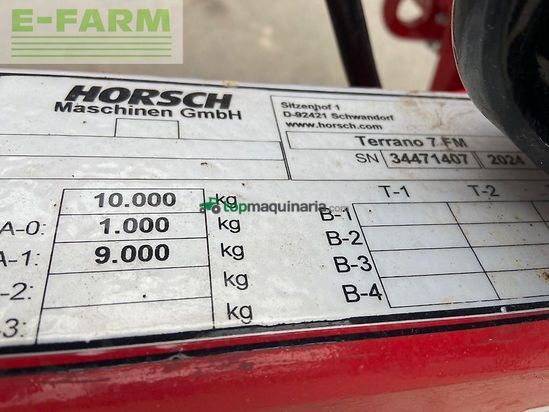 E-FARM
HORSCH
Maschinen GmbH
Sitzenhof 1
D-92421 Schwandorf
www.horsch.com
Terrano 7 FM
SN 34471407 2024
10.000 kg
A-0: 1.000 kg
A-1: 9.000 kg
-2: kg
-3: kg
T-1 T-2
B-1
B-2
B-3
B-4
topmaquinaria.com